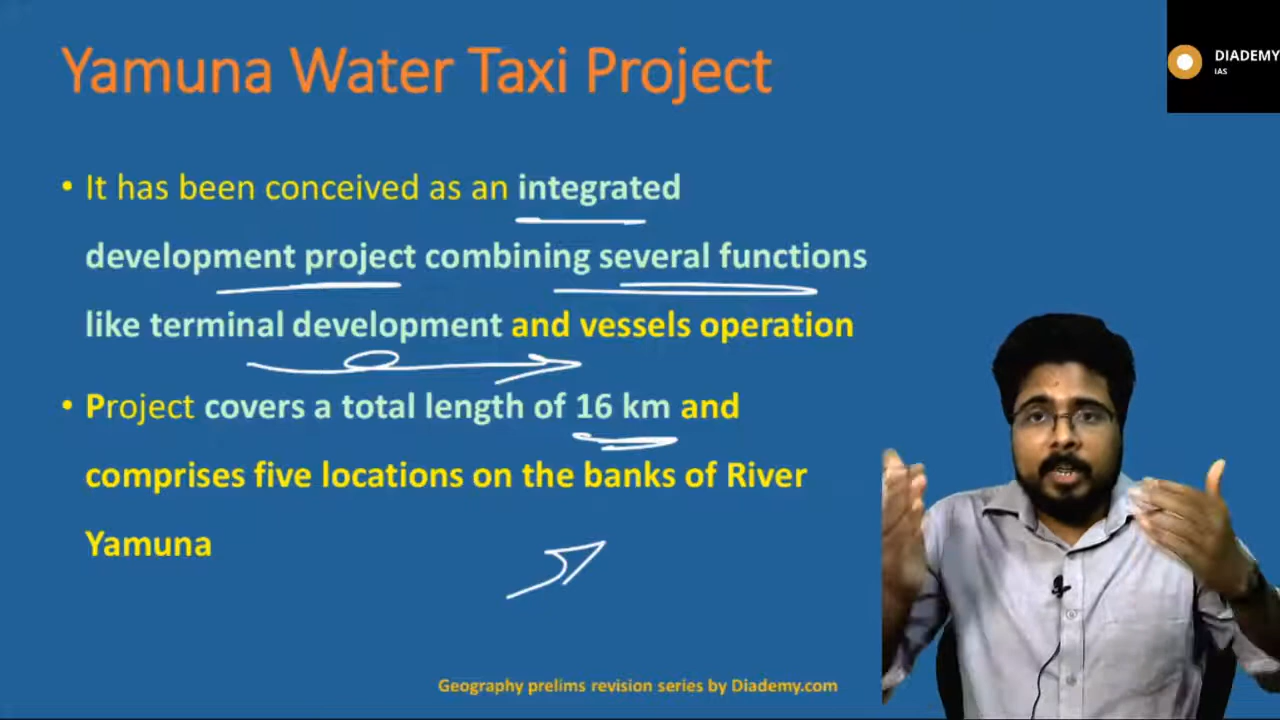 Yamuna Water Taxi Project
DIADEMY
IAS
• It has been conceived as an integrated
development project combining several functions
like terminal development and vessels operation
• Project covers a total length of 16 km and
comprises five locations on the banks of River
Yamuna
Geography prelims revision series by Diademy.com